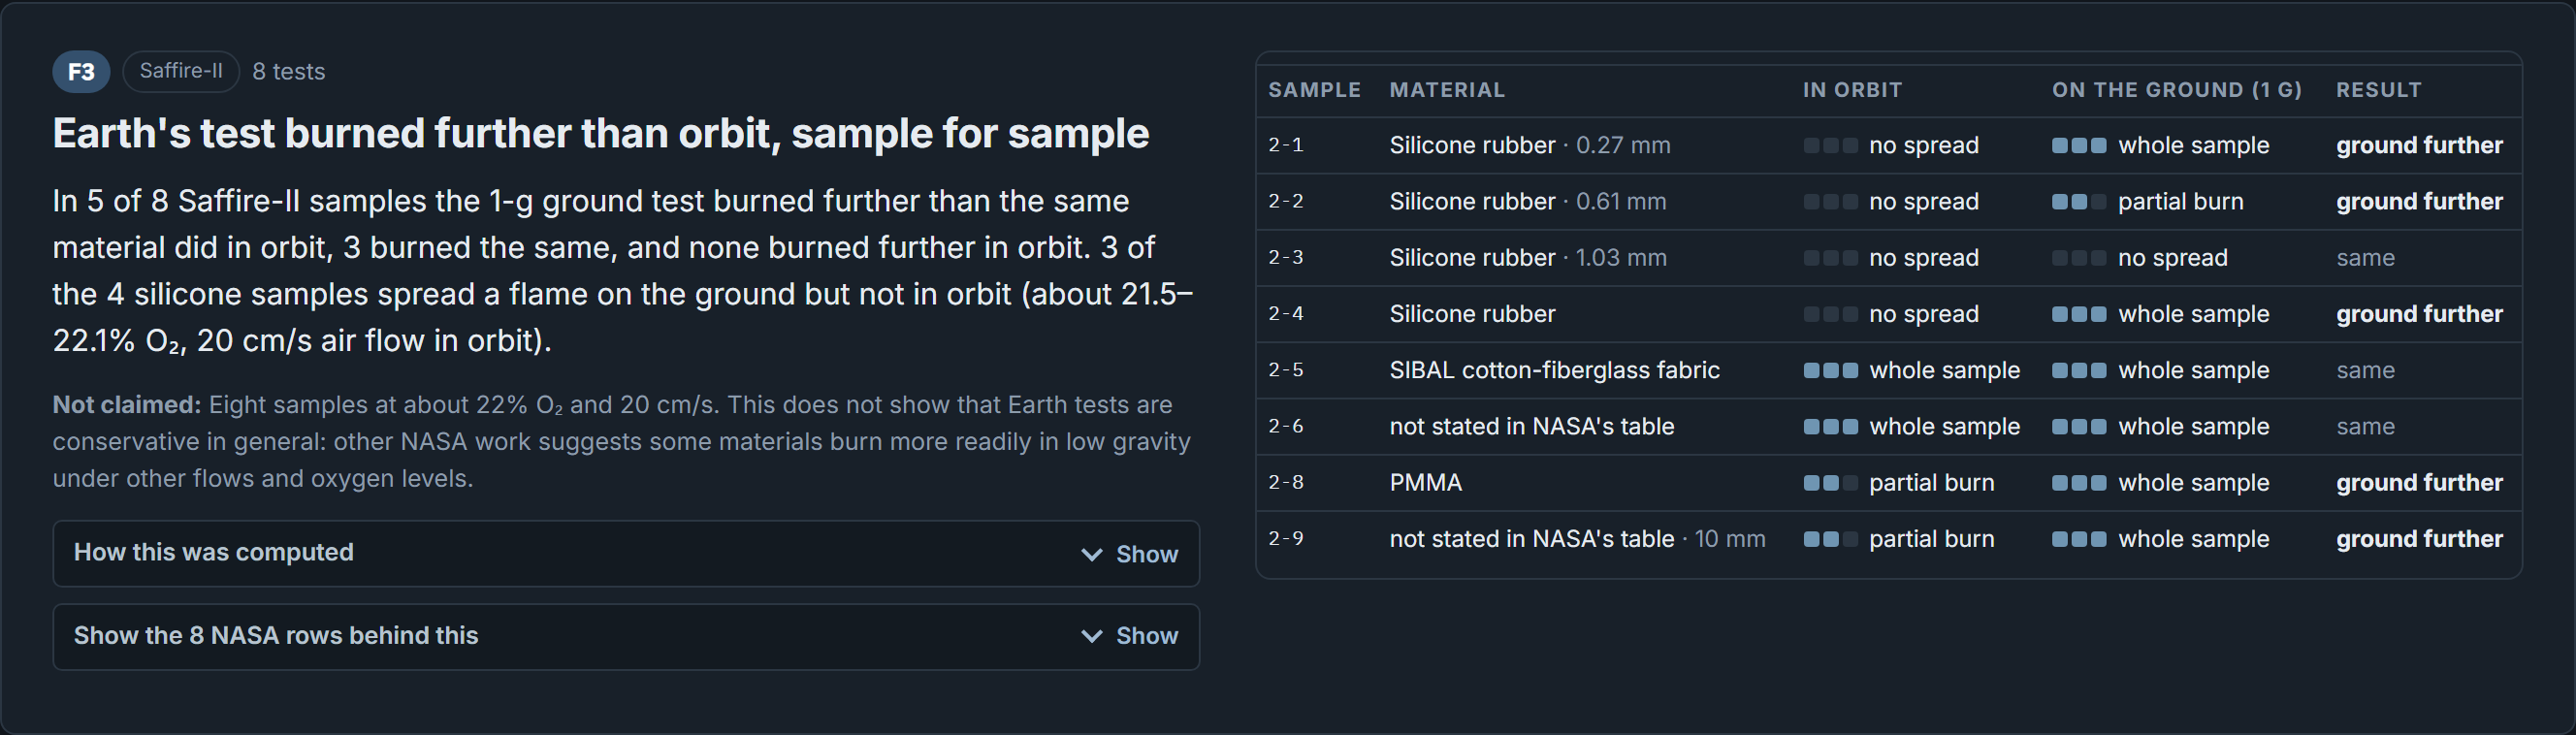 F3 Saffire-II 8 tests
Earth's test burned further than orbit, sample for sample
In 5 of 8 Saffire-II samples the 1-g ground test burned further than the same
material did in orbit, 3 burned the same, and none burned further in orbit. 3 of
the 4 silicone samples spread a flame on the ground but not in orbit (about 21.5–
22.1% O₂, 20 cm/s air flow in orbit).
Not claimed: Eight samples at about 22% O₂ and 20 cm/s. This does not show that Earth tests are
conservative in general: other NASA work suggests some materials burn more readily in low gravity
under other flows and oxygen levels.
How this was computed Show
Show the 8 NASA rows behind this Show
SAMPLE MATERIAL IN ORBIT ON THE GROUND (1 G) RESULT
2-1 Silicone rubber · 0.27 mm no spread whole sample ground further
2-2 Silicone rubber · 0.61 mm no spread partial burn ground further
2-3 Silicone rubber · 1.03 mm no spread no spread same
2-4 Silicone rubber no spread whole sample ground further
2-5 SIBAL cotton-fiberglass fabric whole sample whole sample same
2-6 not stated in NASA's table whole sample whole sample same
2-8 PMMA partial burn whole sample ground further
2-9 not stated in NASA's table · 10 mm partial burn whole sample ground further